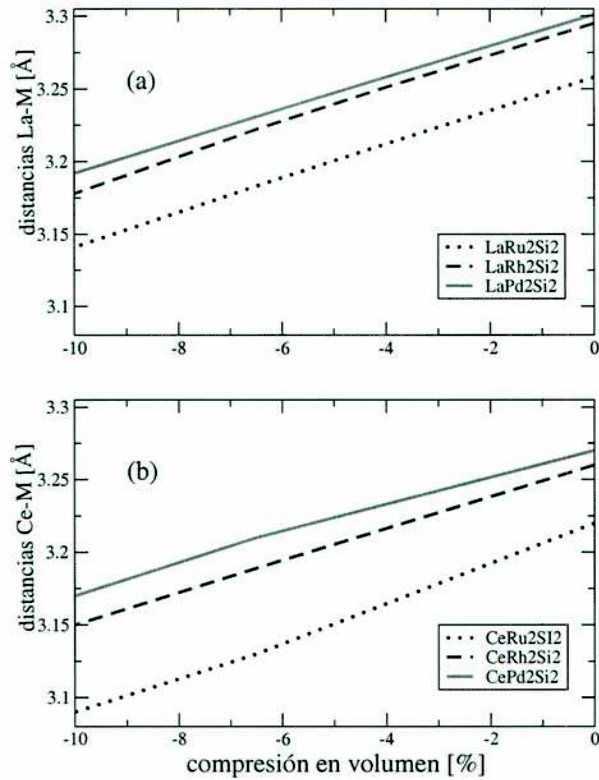 3.3
3.25
3.2
3.15
3.1
distancias La-M [Å]
(a)
LaRu2Si2
LaRh2Si2
LaPd2Si2
-10
-8
-6
-4
-2
0
3.3
3.25
3.2
3.15
3.1
distancias Ce-M [Å]
(b)
CeRu2SI2
CeRh2Si2
CePd2Si2
-10
-8
-6
-4
-2
0
compresión en volumen [%]